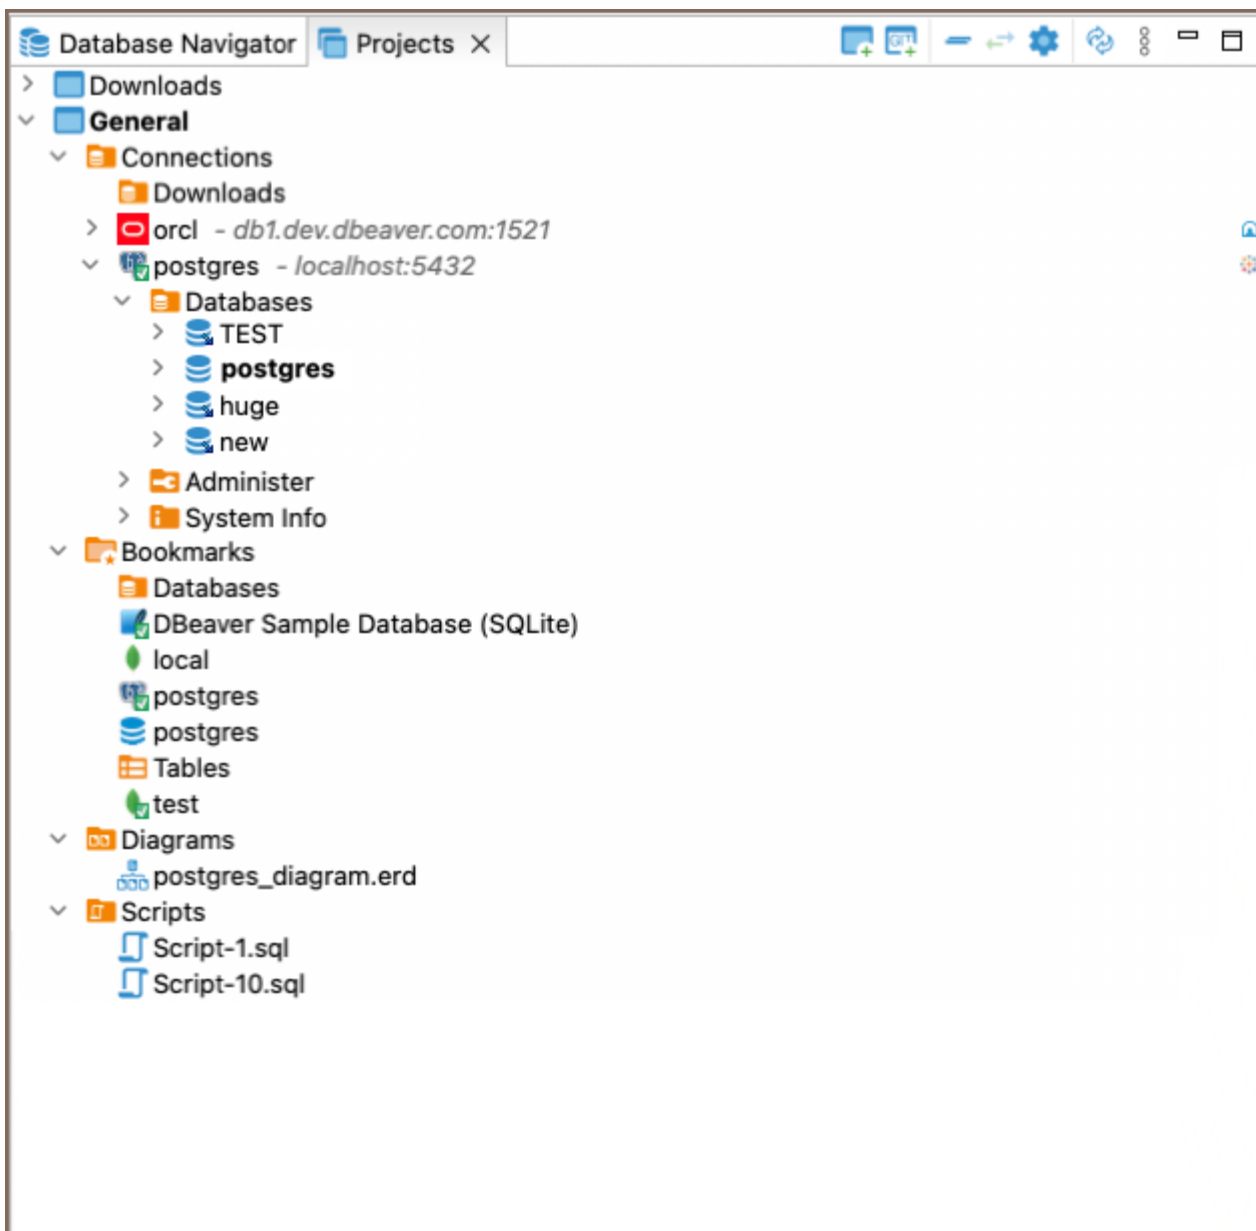 Database Navigator Projects
Downloads
General
Connections
Downloads
orcl - db1.dev.dbeaver.com:1521
postgres - localhost:5432
Databases
TEST
postgres
huge
new
Administer
System Info
Bookmarks
Databases
DBeaver Sample Database (SQLite)
local
postgres
postgres
Tables
test
Diagrams
postgres_diagram.erd
Scripts
Script-1.sql
Script-10.sql